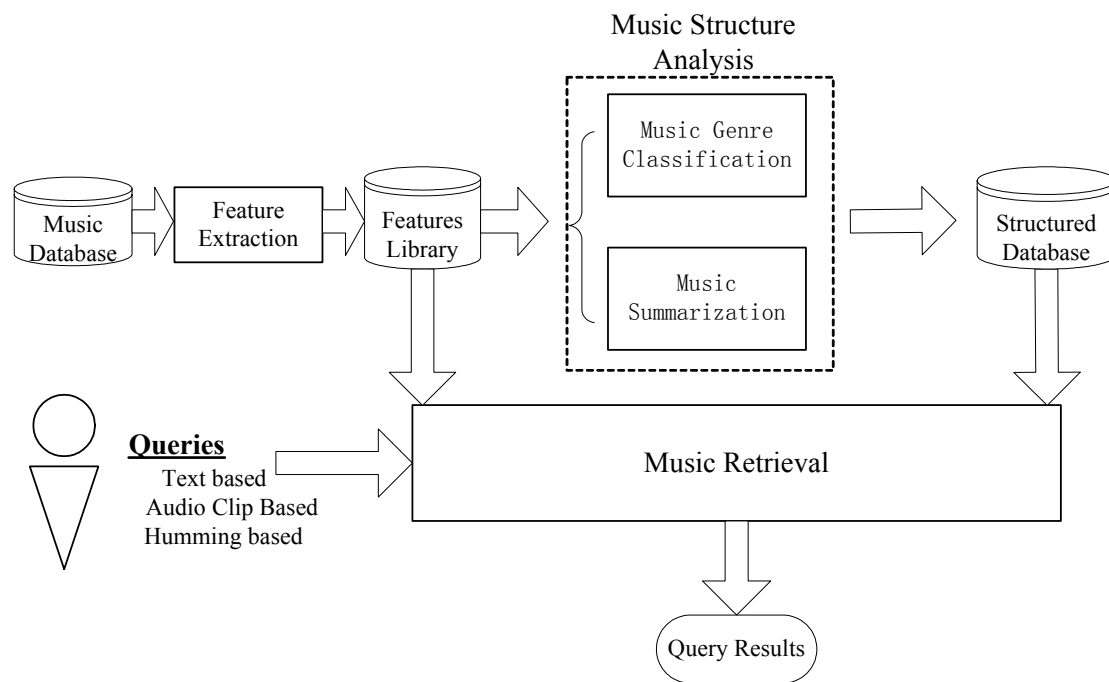 Music Structure
Analysis
Music Genre
Classification
Music
Database
Feature
Extraction
Features
Library
Structured
Database
Music
Summarization
Queries
Text based
Audio Clip Based
Humming based
Music Retrieval
Query Results